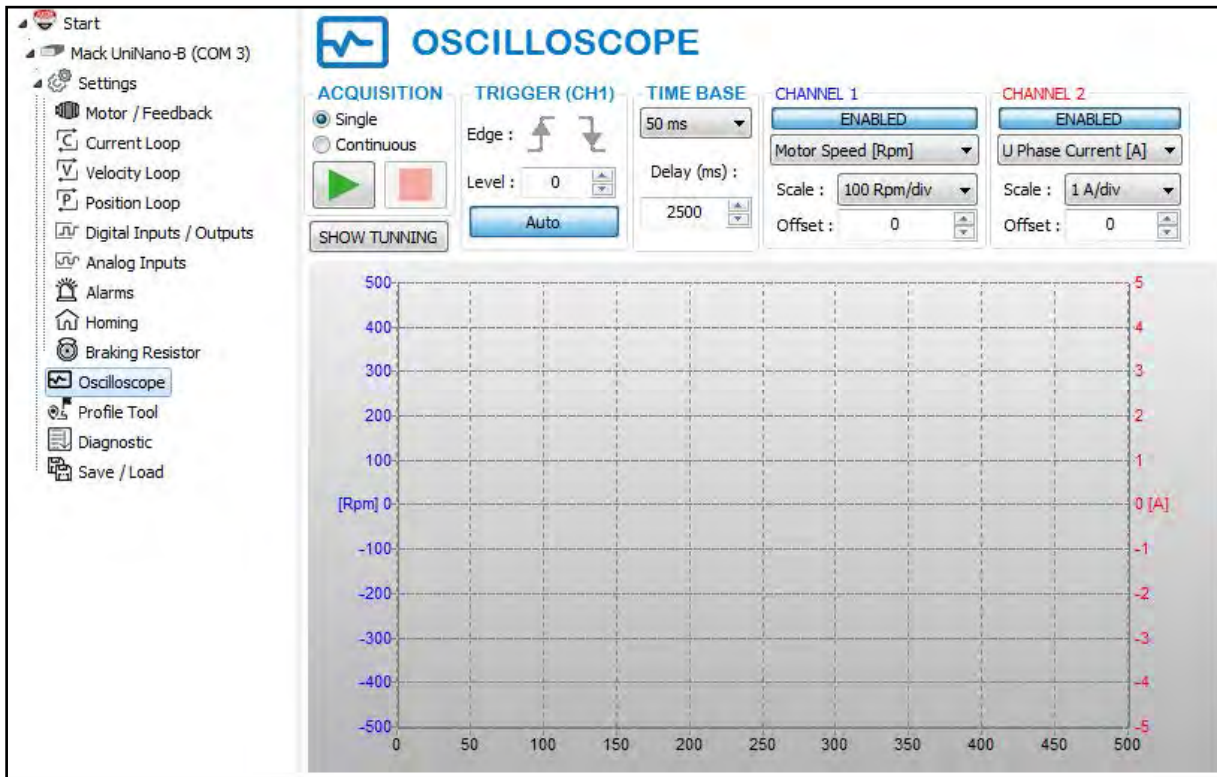 Start
Mack UniNano-B (COM 3)
Settings
Motor / Feedback
Current Loop
Velocity Loop
Position Loop
Digital Inputs / Outputs
Analog Inputs
Alarms
Homing
Braking Resistor
Oscilloscope
Profile Tool
Diagnostic
Save / Load
OSCILLOSCOPE
ACQUISITION
Single
Continuous
SHOW TUNNING
TRIGGER (CH1)
Edge :
Level : 0
Auto
TIME BASE
50 ms
Delay (ms) :
2500
CHANNEL 1
ENABLED
Motor Speed [Rpm]
Scale : 100 Rpm/div
Offset : 0
CHANNEL 2
ENABLED
U Phase Current [A]
Scale : 1 A/div
Offset : 0
500 5
400 4
300 3
200 2
100 1
[Rpm] 0 0 [A]
-100 -1
-200 -2
-300 -3
-400 -4
-500 -5
0 50 100 150 200 250 300 350 400 450 500